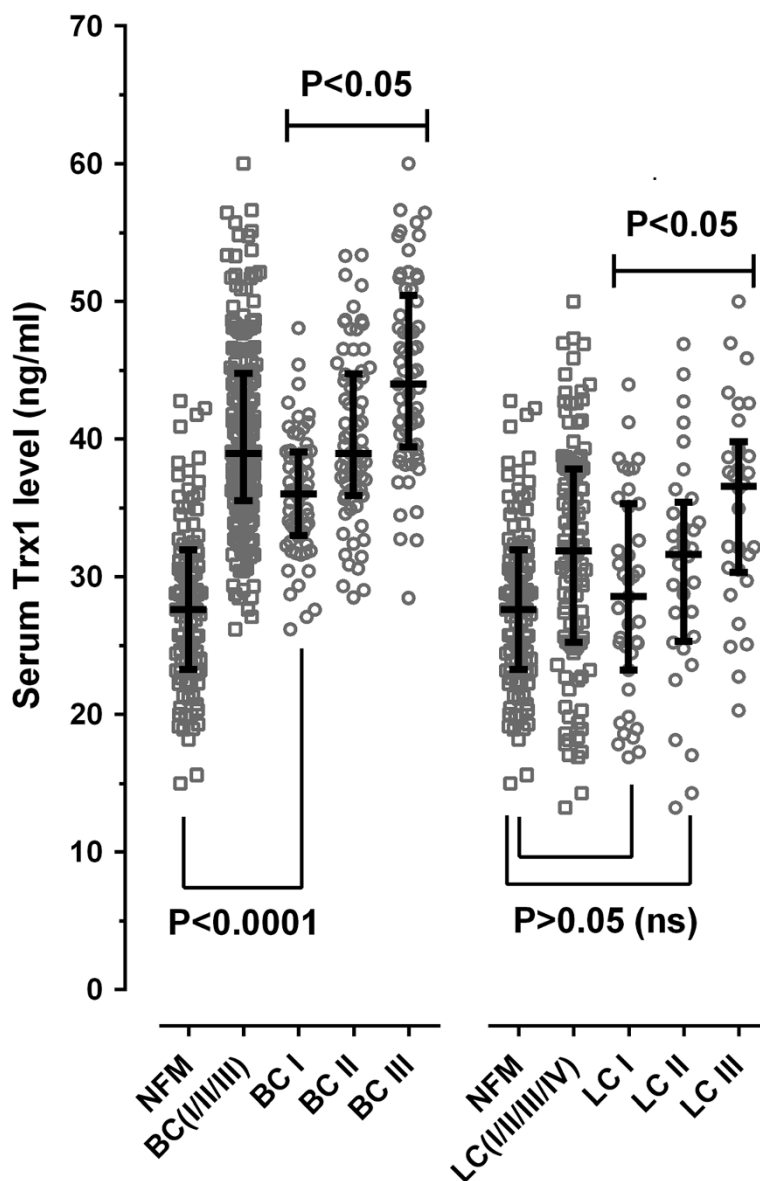 70
P<0.05
60
P<0.05
50
40
30
20
10
P<0.0001
P>0.05 (ns)
0
Serum Trx1 level (ng/ml)
NFM
BC(I/II/III)
BC I
BC II
BC III
NFM
LC(I/II/III/IV)
LC I
LC II
LC III